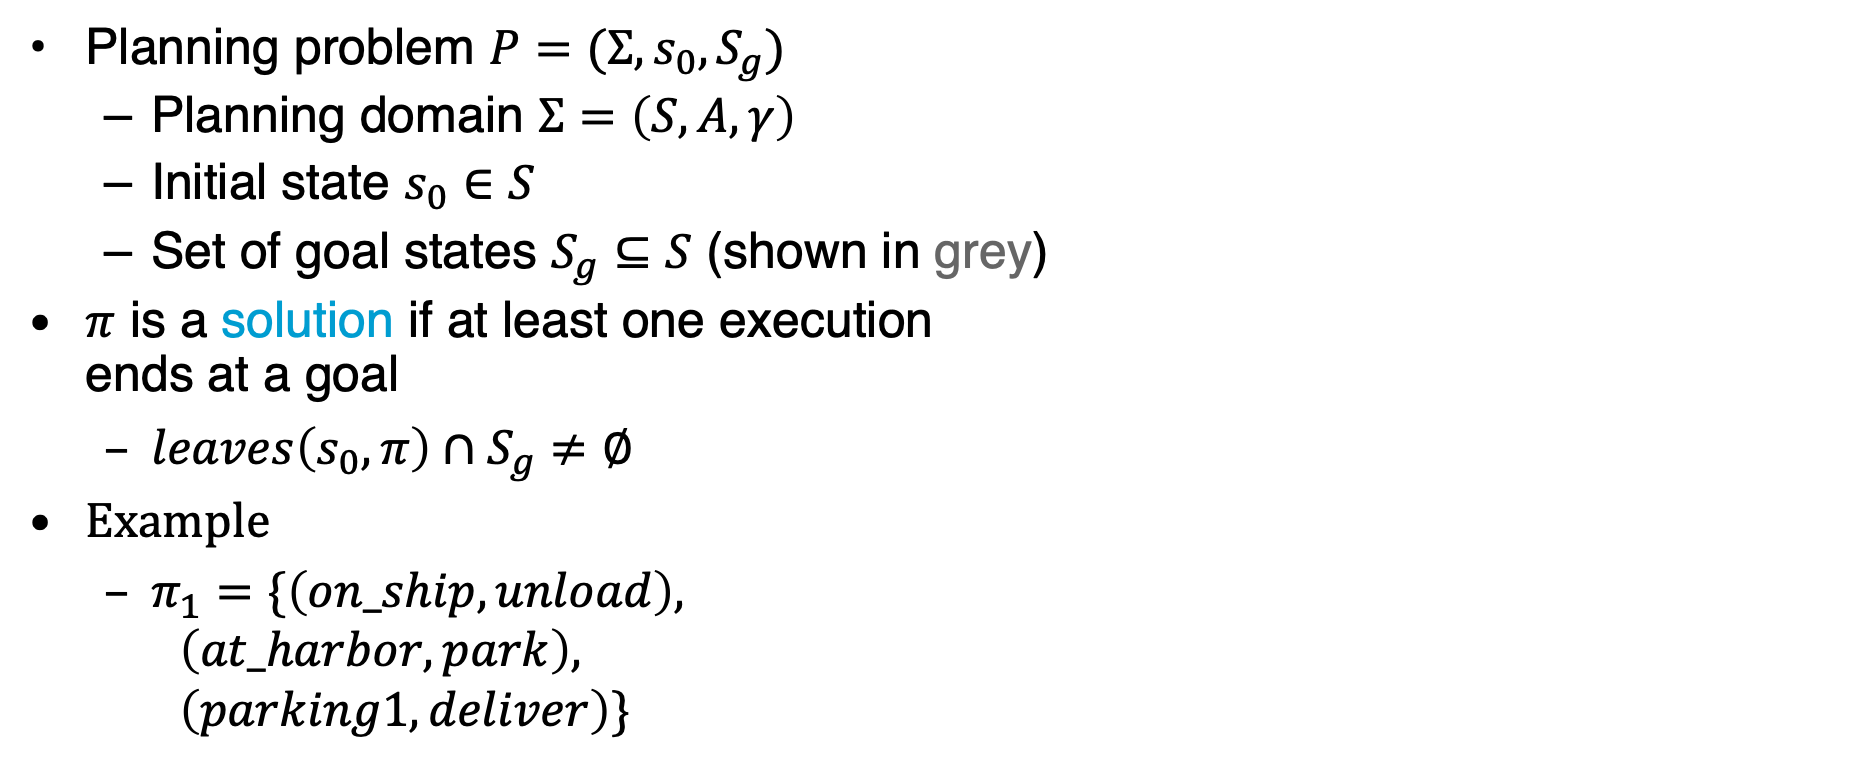 • Planning problem 𝑃 = (Σ, 𝑠₀, 𝑆_𝑔)
– Planning domain Σ = (𝑆, 𝐴, 𝛾)
– Initial state 𝑠₀ ∈ 𝑆
– Set of goal states 𝑆_𝑔 ⊆ 𝑆 (shown in grey)
• 𝜋 is a solution if at least one execution
ends at a goal
– 𝑙𝑒𝑎𝑣𝑒𝑠(𝑠₀, 𝜋) ∩ 𝑆_𝑔 ≠ ∅
• Example
– 𝜋₁ = {(𝑜𝑛_𝑠ℎ𝑖𝑝, 𝑢𝑛𝑙𝑜𝑎𝑑),
(𝑎𝑡_ℎ𝑎𝑟𝑏𝑜𝑟, 𝑝𝑎𝑟𝑘),
(𝑝𝑎𝑟𝑘𝑖𝑛𝑔1, 𝑑𝑒𝑙𝑖𝑣𝑒𝑟)}